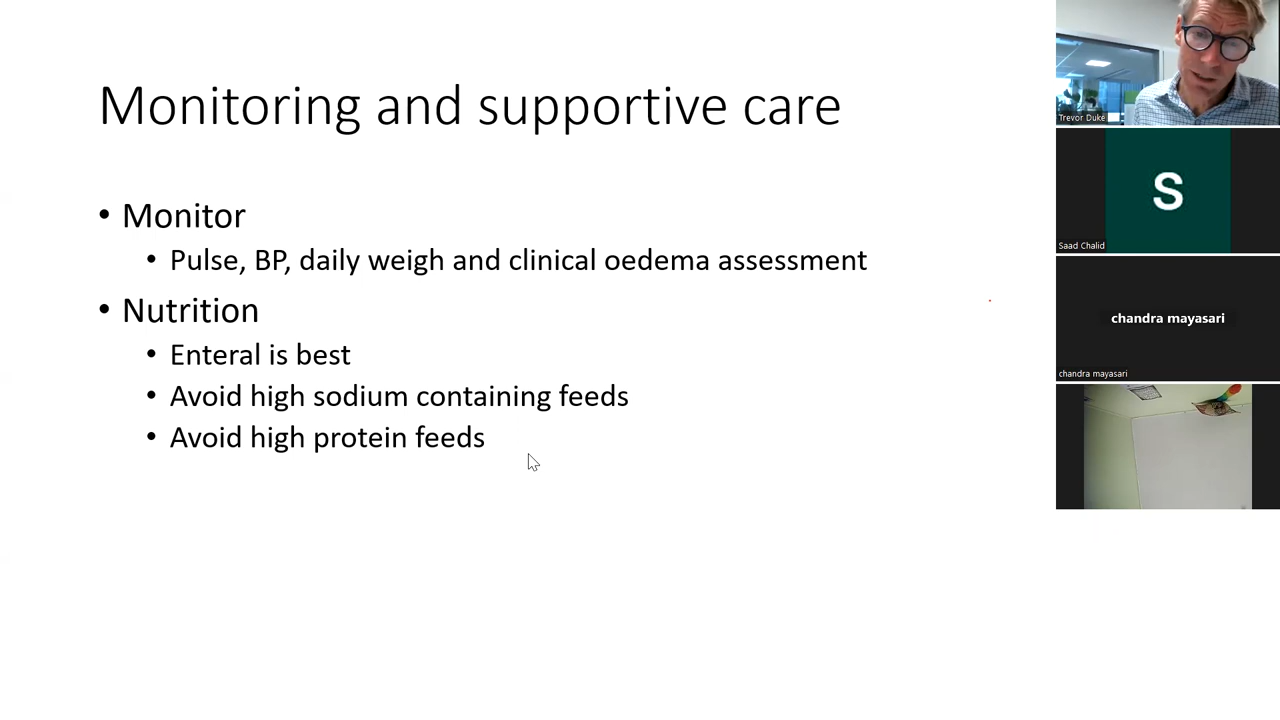 Monitoring and supportive care
• Monitor
• Pulse, BP, daily weigh and clinical oedema assessment
• Nutrition
• Enteral is best
• Avoid high sodium containing feeds
• Avoid high protein feeds
Trevor Duke
S
Saad Chalid
chandra mayasari
chandra mayasari